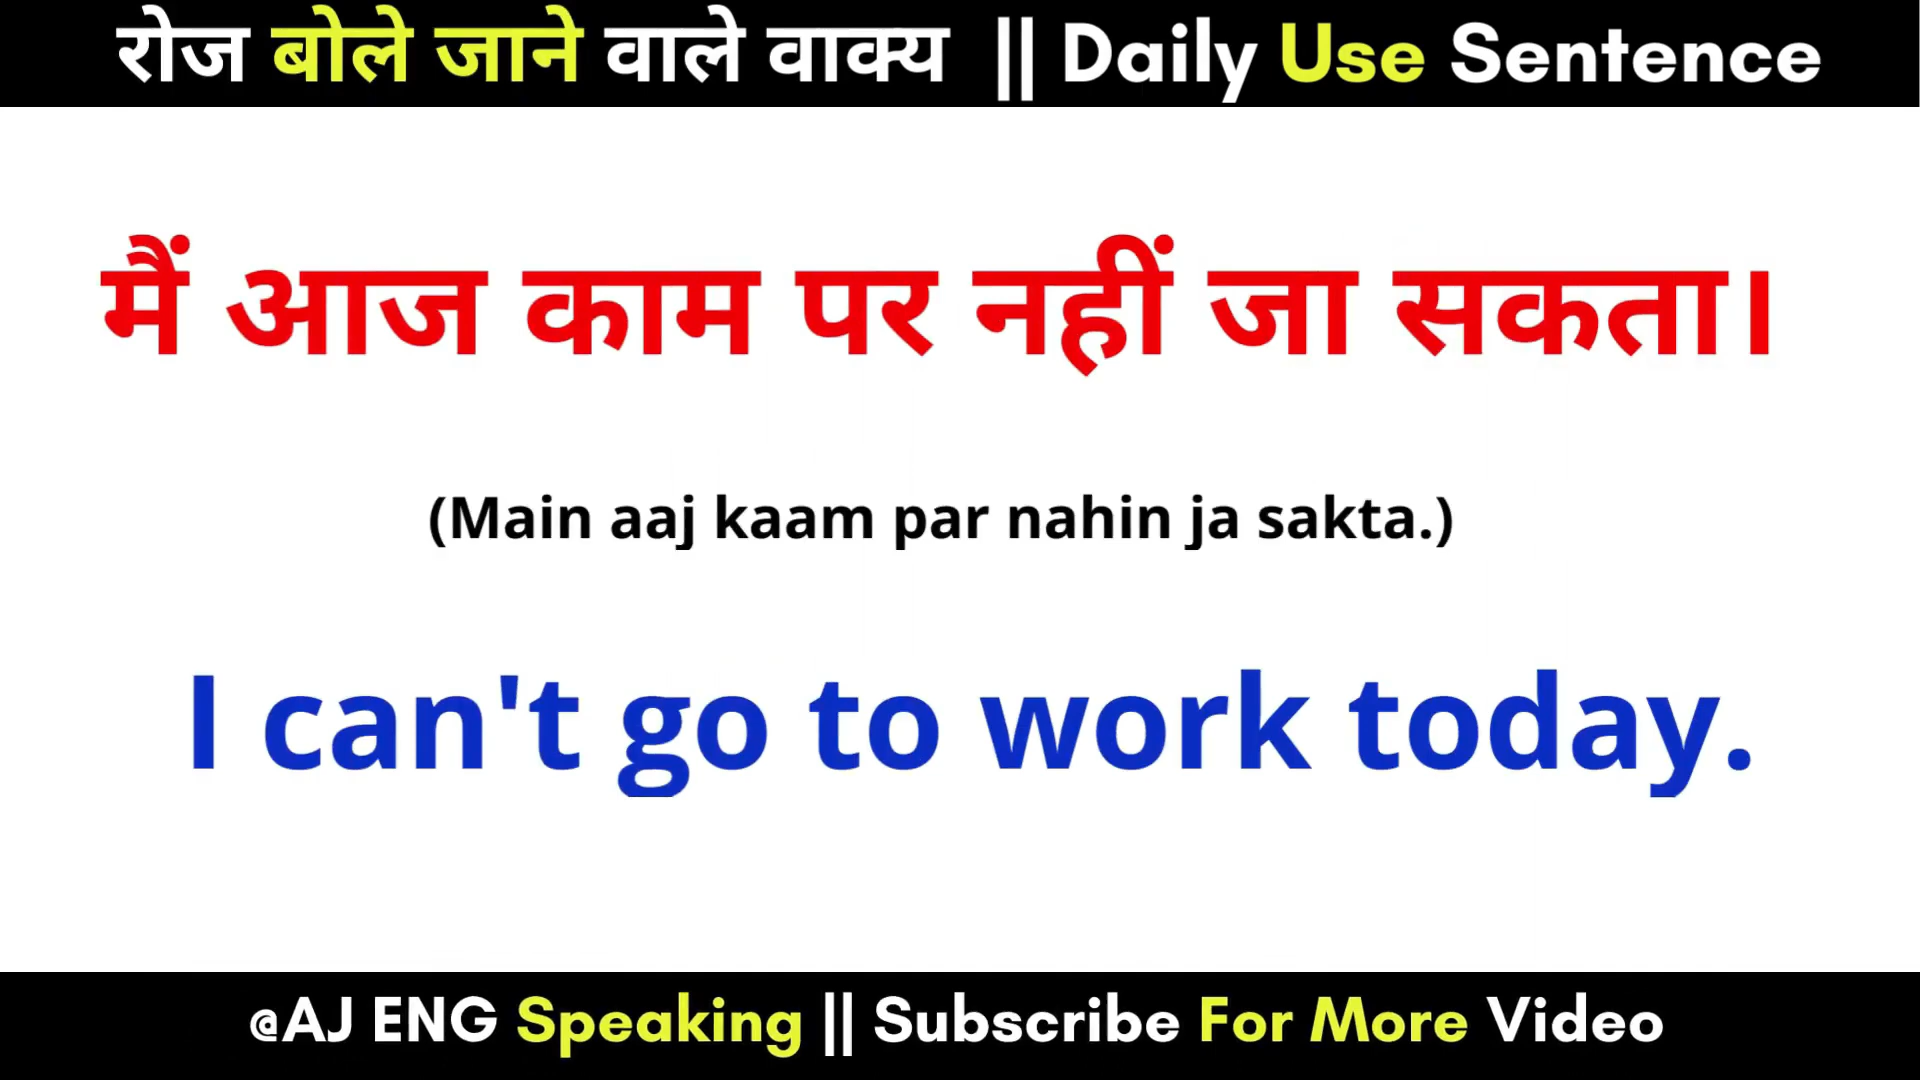 रोज बोले जाने वाले वाक्य || Daily Use Sentence
मैं आज काम पर नहीं जा सकता।
(Main aaj kaam par nahin ja sakta.)
I can't go to work today.
@AJ ENG Speaking || Subscribe For More Video